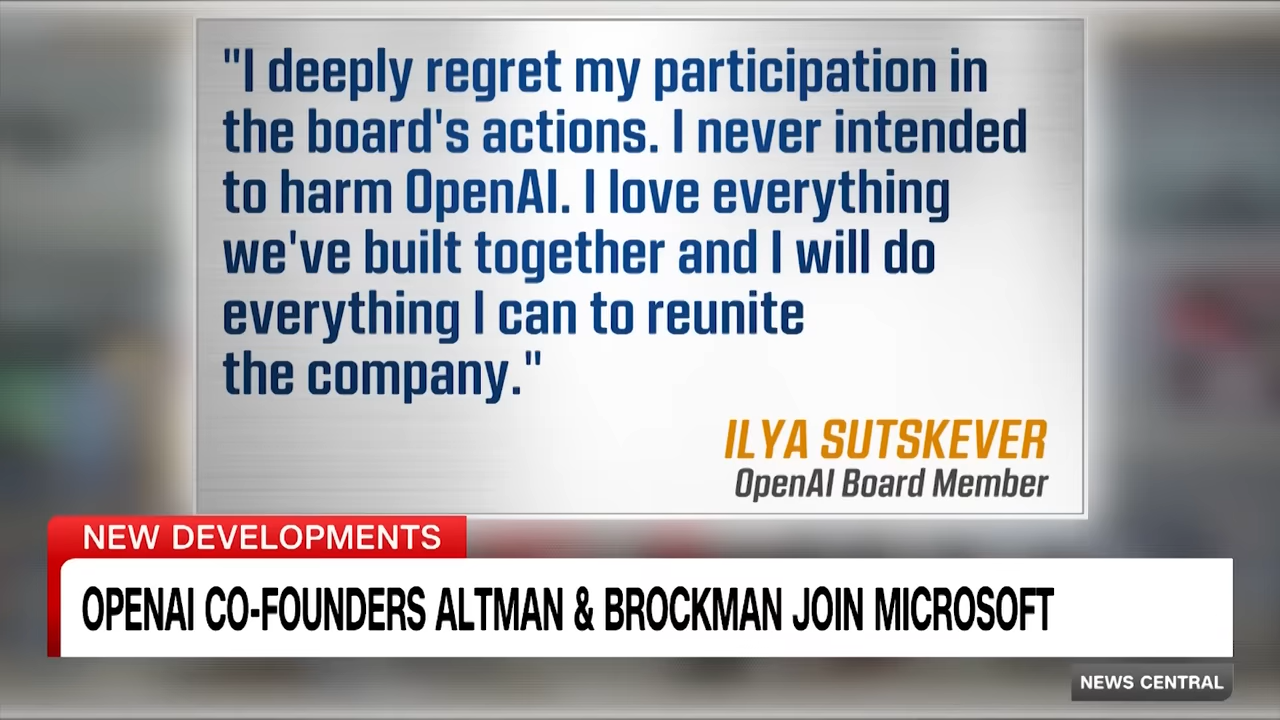 "I deeply regret my participation in
the board's actions. I never intended
to harm OpenAI. I love everything
we've built together and I will do
everything I can to reunite
the company."
ILYA SUTSKEVER
OpenAI Board Member
NEW DEVELOPMENTS
OPENAI CO-FOUNDERS ALTMAN & BROCKMAN JOIN MICROSOFT
NEWS CENTRAL